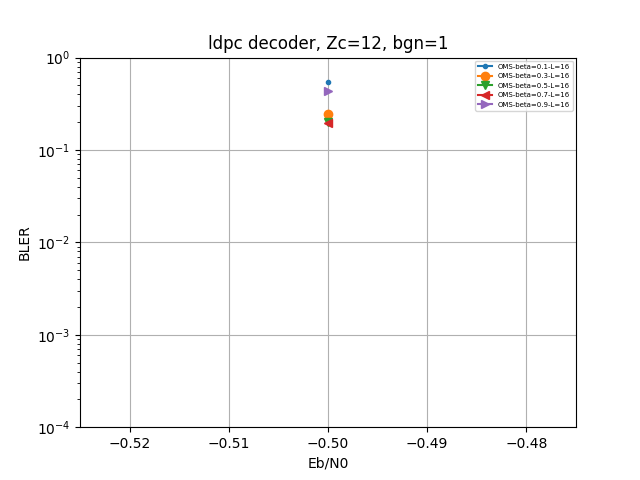 ldpc decoder, Zc=12, bgn=1
OMS-beta=0.1-L=16
OMS-beta=0.3-L=16
OMS-beta=0.5-L=16
OMS-beta=0.7-L=16
OMS-beta=0.9-L=16
BLER
10⁰
10⁻¹
10⁻²
10⁻³
10⁻⁴
−0.52 −0.51 −0.50 −0.49 −0.48
Eb/N0